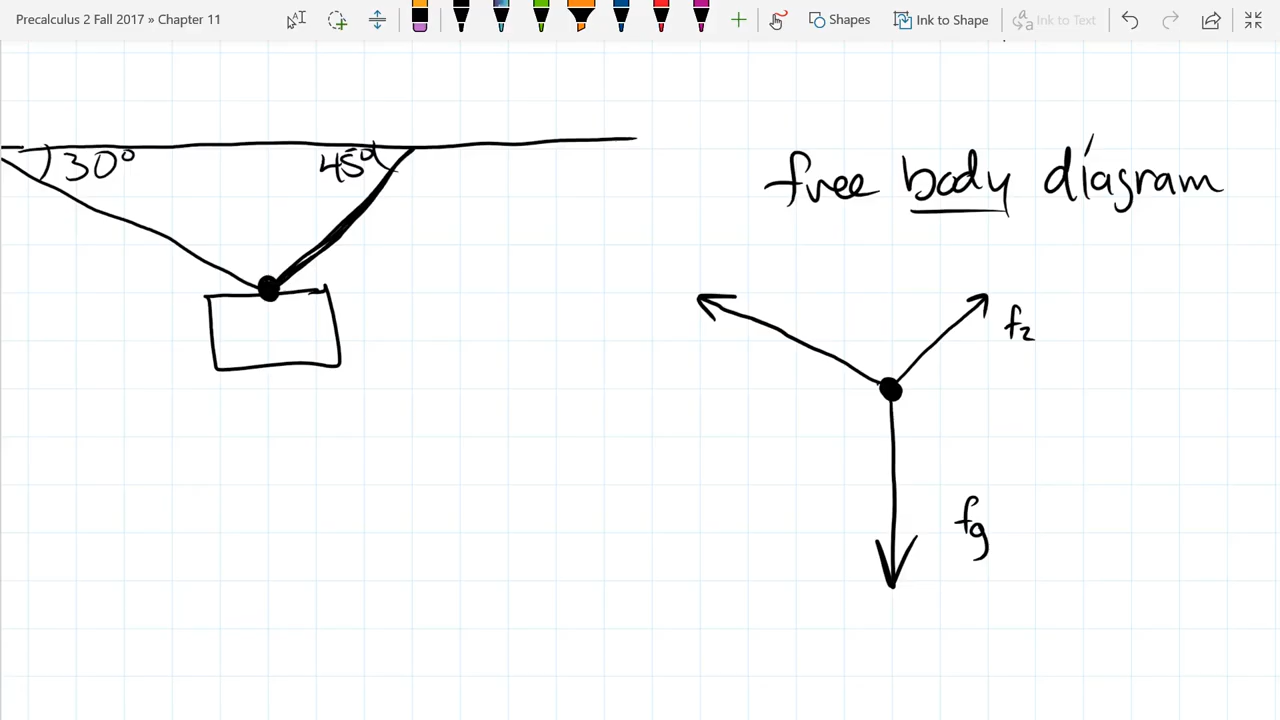 Precalculus 2 Fall 2017 » Chapter 11
Shapes
Ink to Shape
Ink to Text
30°
45°
free body diagram
f2
fg